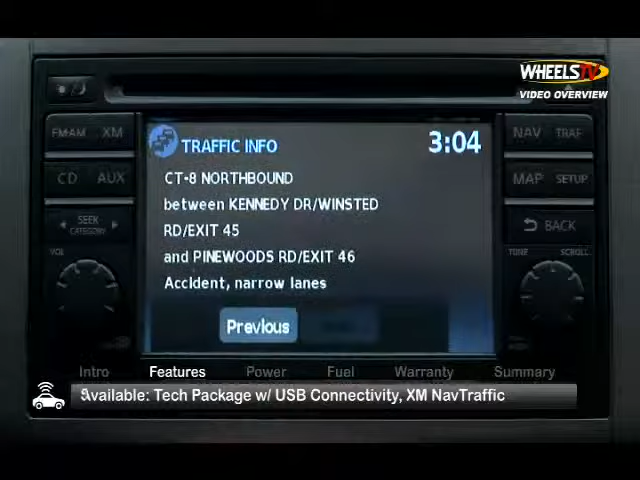 WHEELSTV
VIDEO OVERVIEW
FM·AM XM
CD AUX
SEEK
CATEGORY
VOL
TRAFFIC INFO
3:04
CT-8 NORTHBOUND
between KENNEDY DR/WINSTED
RD/EXIT 45
and PINEWOODS RD/EXIT 46
Accident, narrow lanes
Previous
NAV TRAF
MAP SETUP
BACK
TUNE SCROLL
Intro Features Power Fuel Warranty Summary
Available: Tech Package w/ USB Connectivity, XM NavTraffic